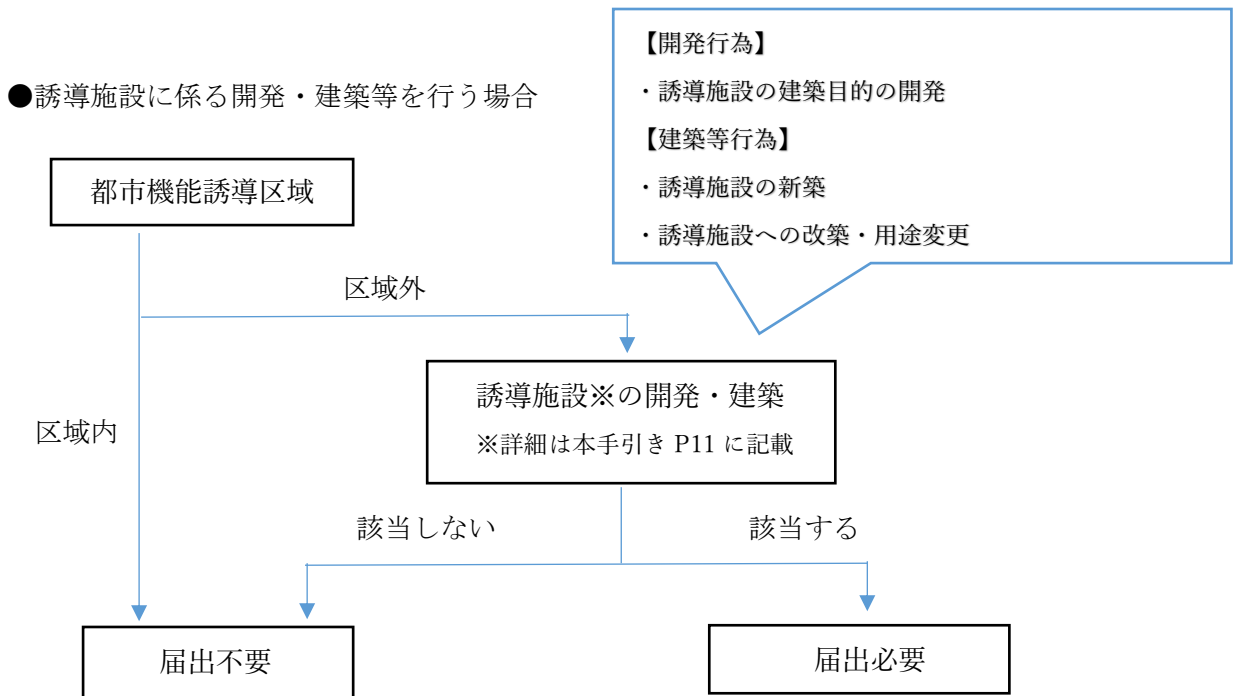 【開発行為】
・誘導施設の建築目的の開発
【建築等行為】
・誘導施設の新築
・誘導施設への改築・用途変更
●誘導施設に係る開発・建築等を行う場合
都市機能誘導区域
区域外
誘導施設※の開発・建築
※詳細は本手引き P11 に記載
区域内
該当しない
該当する
届出不要
届出必要